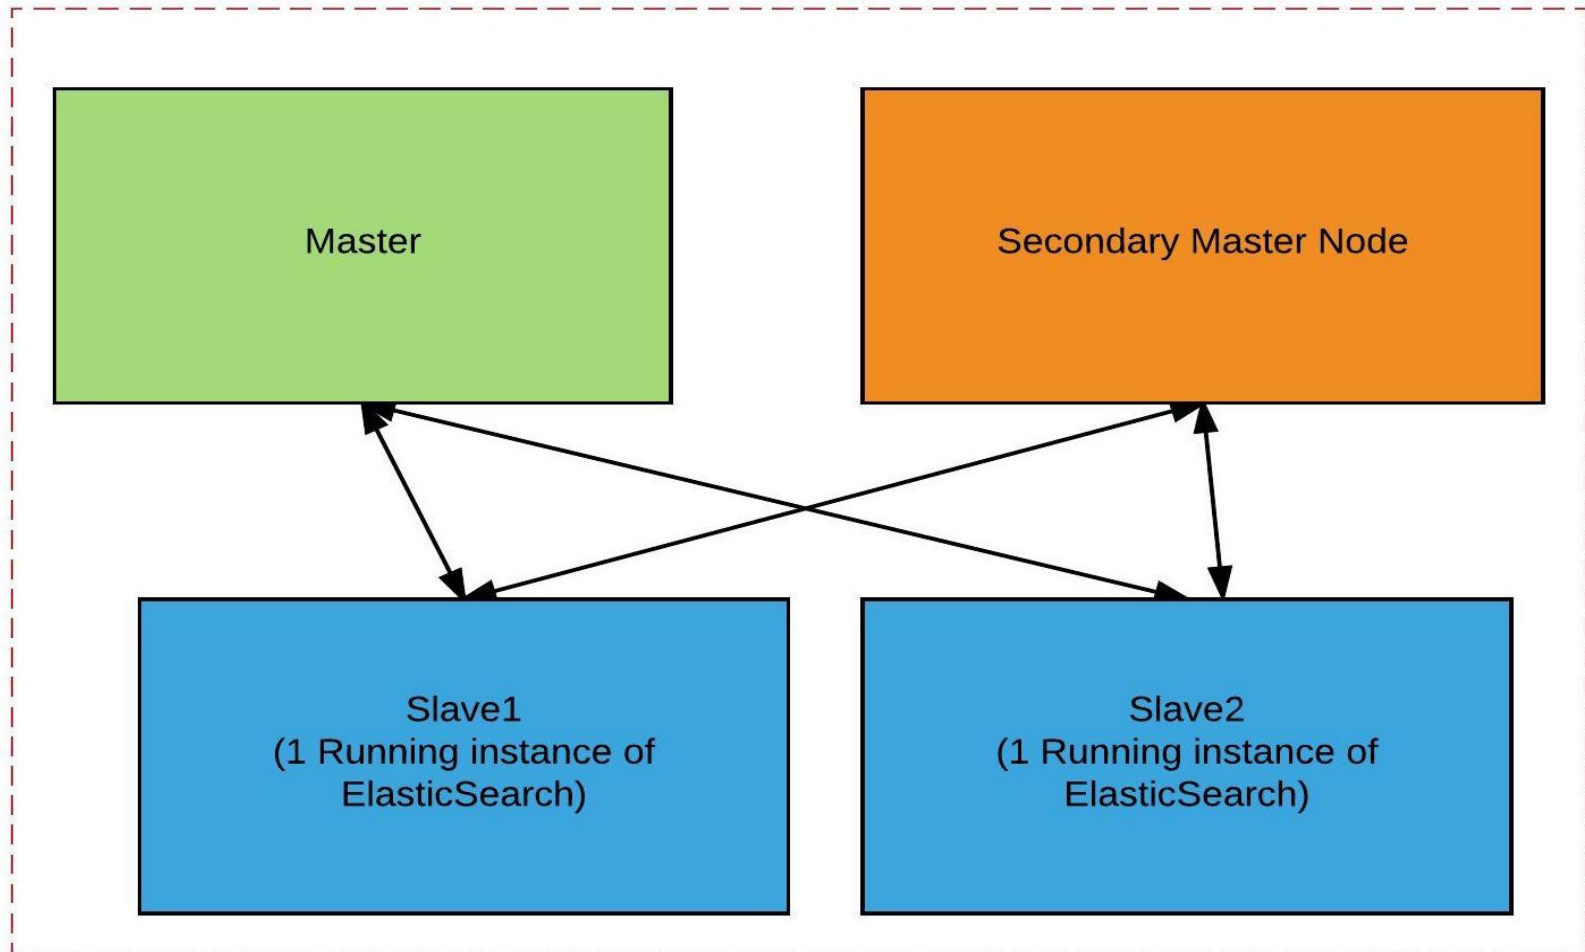 Master
Secondary Master Node
Slave1
(1 Running instance of
ElasticSearch)
Slave2
(1 Running instance of
ElasticSearch)